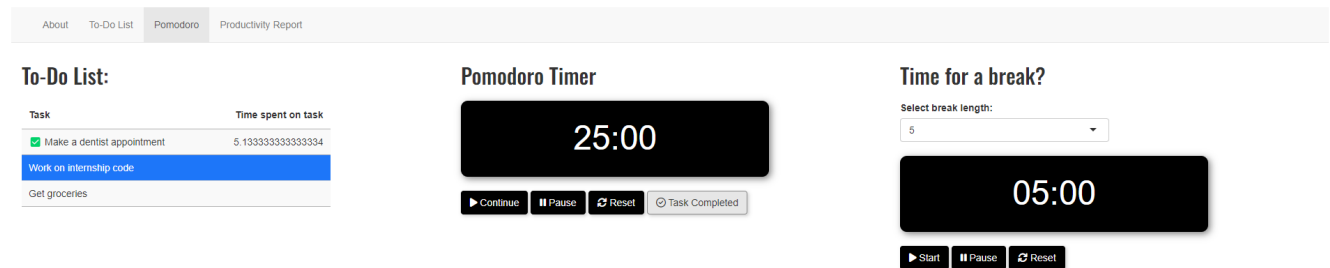 About To-Do List Pomodoro Productivity Report
To-Do List:
Task Time spent on task
Make a dentist appointment 5.133333333333334
Work on internship code
Get groceries
Pomodoro Timer
25:00
Continue Pause Reset Task Completed
Time for a break?
Select break length:
5
05:00
Start Pause Reset